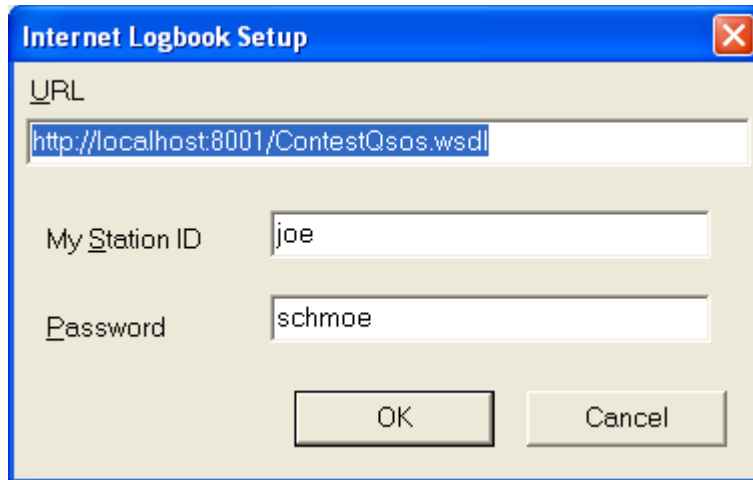 Internet Logbook Setup
URL
http://localhost:8001/ContestQsos.wsdl
My Station ID
joe
Password
schmoe
OK
Cancel